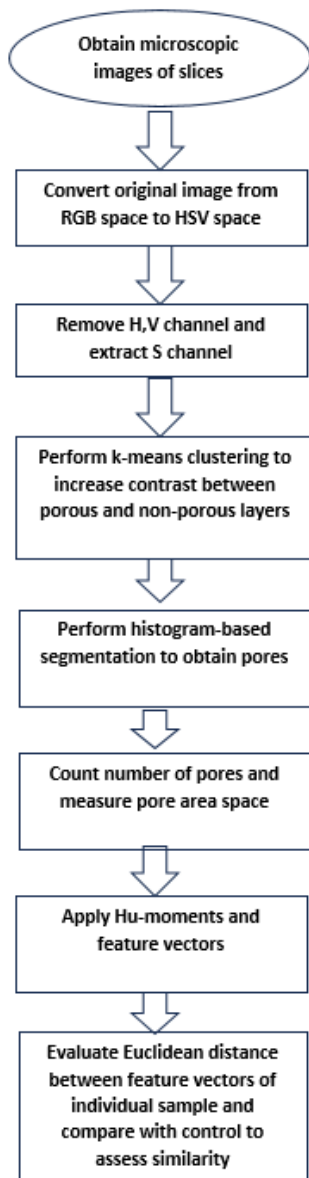 Obtain microscopic
images of slices
Convert original image from
RGB space to HSV space
Remove H,V channel and
extract S channel
Perform k-means clustering to
increase contrast between
porous and non-porous layers
Perform histogram-based
segmentation to obtain pores
Count number of pores and
measure pore area space
Apply Hu-moments and
feature vectors
Evaluate Euclidean distance
between feature vectors of
individual sample and
compare with control to
assess similarity